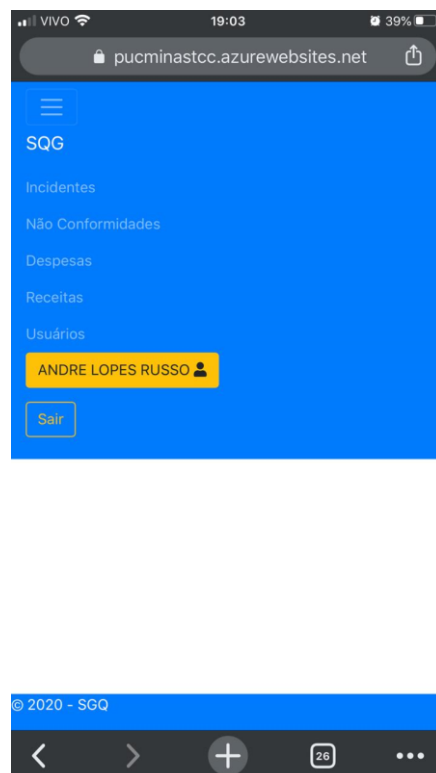 VIVO 19:03 39%
pucminastcc.azurewebsites.net
SQG
Incidentes
Não Conformidades
Despesas
Receitas
Usuários
ANDRE LOPES RUSSO
Sair
© 2020 - SGQ
26